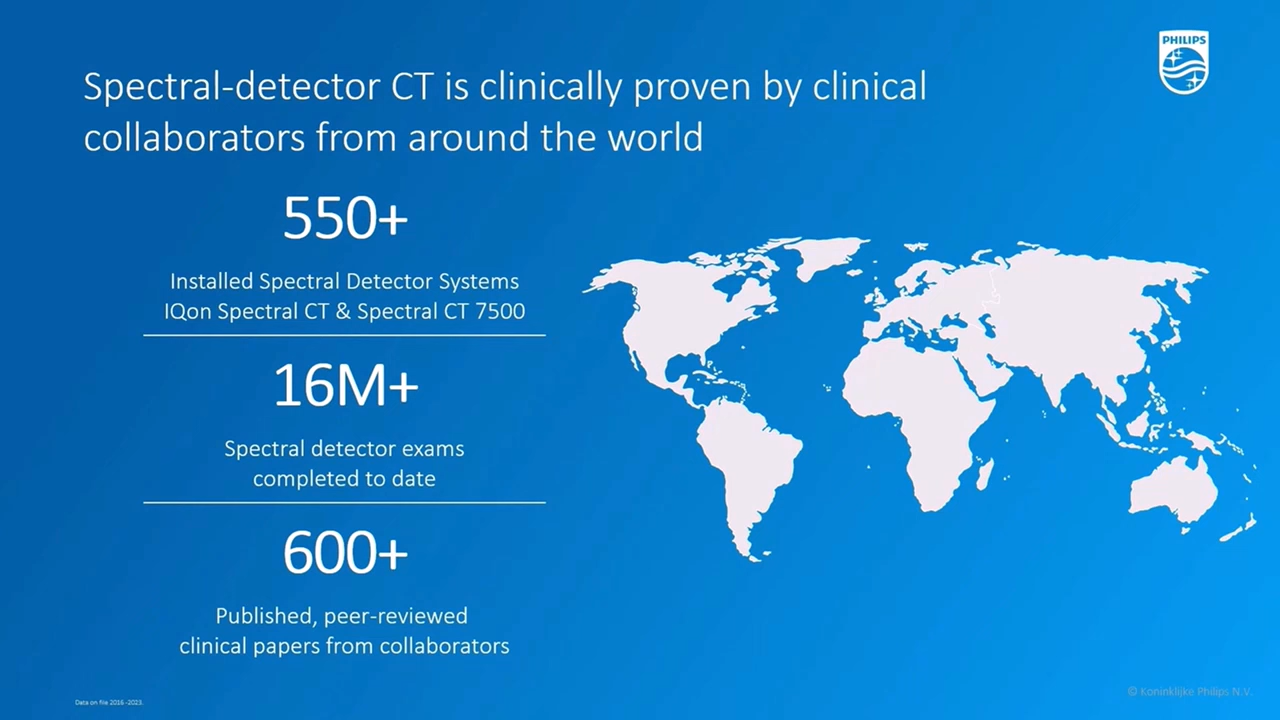 PHILIPS
Spectral-detector CT is clinically proven by clinical
collaborators from around the world
550+
Installed Spectral Detector Systems
IQon Spectral CT & Spectral CT 7500
16M+
Spectral detector exams
completed to date
600+
Published, peer-reviewed
clinical papers from collaborators
Data on file 2016 -2023.
© Koninklijke Philips N.V.